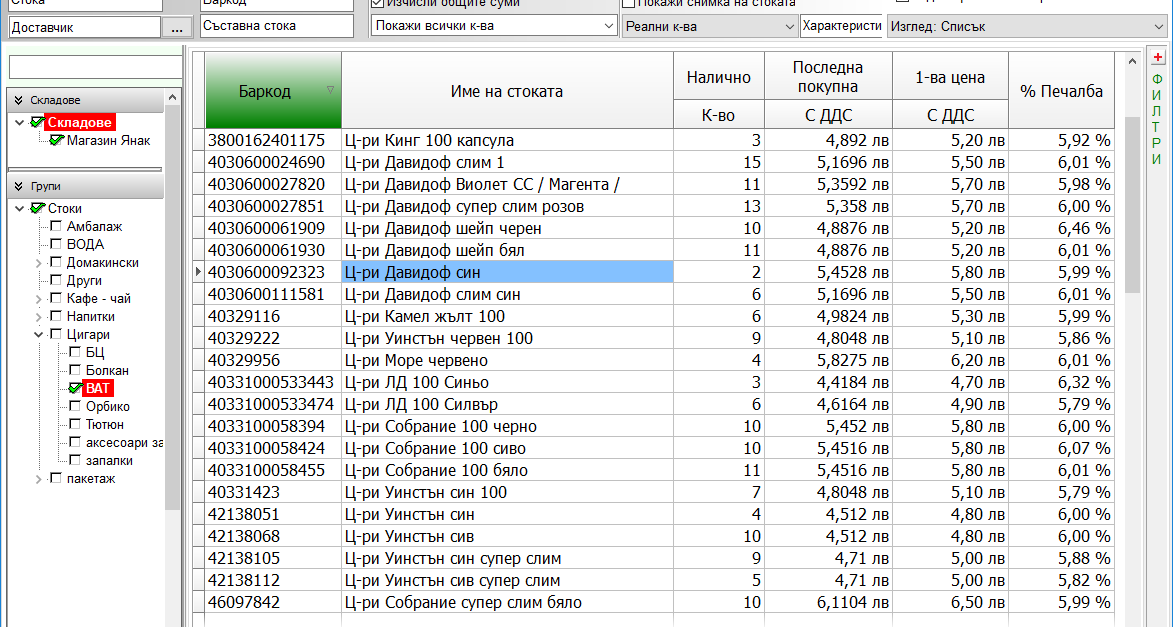 Стока
Баркод
Изчисли общите суми
Покажи снимка на стоката
Доставчик
...
Съставна стока
Покажи всички к-ва
Реални к-ва
Характеристи
Изглед: Списък
Складове
Складове
Магазин Янак
Групи
Стоки
Амбалаж
ВОДА
Домакински
Други
Кафе - чай
Напитки
Цигари
БЦ
Болкан
ВАТ
Орбико
Тютюн
аксесоари за
запалки
пакетаж
Баркод
Име на стоката
Налично
Последна покупна
1-ва цена
% Печалба
К-во
С ДДС
С ДДС
3800162401175 Ц-ри Кинг 100 капсула 3 4,892 лв 5,20 лв 5,92 %
4030600024690 Ц-ри Давидоф слим 1 15 5,1696 лв 5,50 лв 6,01 %
4030600027820 Ц-ри Давидоф Виолет СС / Магента / 11 5,3592 лв 5,70 лв 5,98 %
4030600027851 Ц-ри Давидоф супер слим розов 13 5,358 лв 5,70 лв 6,00 %
4030600061909 Ц-ри Давидоф шейп черен 10 4,8876 лв 5,20 лв 6,46 %
4030600061930 Ц-ри Давидоф шейп бял 11 4,8876 лв 5,20 лв 6,01 %
4030600092323 Ц-ри Давидоф син 2 5,4528 лв 5,80 лв 5,99 %
4030600111581 Ц-ри Давидоф слим син 6 5,1696 лв 5,50 лв 6,01 %
40329116 Ц-ри Камел жълт 100 6 4,9824 лв 5,30 лв 5,99 %
40329222 Ц-ри Уинстън червен 100 9 4,8048 лв 5,10 лв 5,86 %
40329956 Ц-ри Море червено 4 5,8275 лв 6,20 лв 6,01 %
40331000533443 Ц-ри ЛД 100 Синьо 3 4,4184 лв 4,70 лв 6,32 %
40331000533474 Ц-ри ЛД 100 Силвър 6 4,6164 лв 4,90 лв 5,79 %
4033100058394 Ц-ри Собрание 100 черно 10 5,452 лв 5,80 лв 6,00 %
4033100058424 Ц-ри Собрание 100 сиво 10 5,4516 лв 5,80 лв 6,07 %
4033100058455 Ц-ри Собрание 100 бяло 11 5,4516 лв 5,80 лв 6,01 %
40331423 Ц-ри Уинстън син 100 7 4,8048 лв 5,10 лв 5,79 %
42138051 Ц-ри Уинстън син 4 4,512 лв 4,80 лв 6,00 %
42138068 Ц-ри Уинстън сив 10 4,512 лв 4,80 лв 6,00 %
42138105 Ц-ри Уинстън син супер слим 9 4,71 лв 5,00 лв 5,88 %
42138112 Ц-ри Уинстън сив супер слим 5 4,71 лв 5,00 лв 5,82 %
46097842 Ц-ри Собрание супер слим бяло 10 6,1104 лв 6,50 лв 5,99 %
ФИЛТРИ